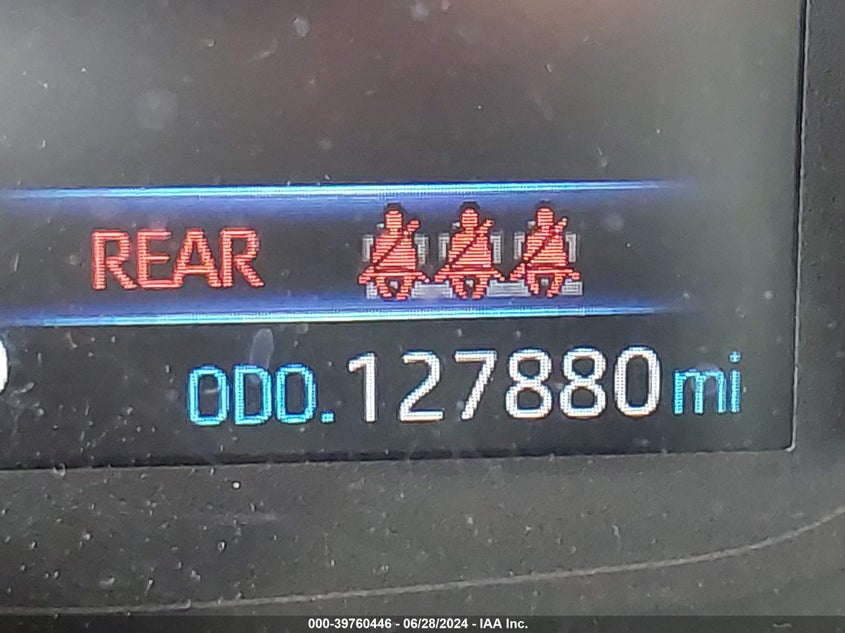 REAR
ODO.127880mi
000-39760446 - 06/28/2024 - IAA Inc.